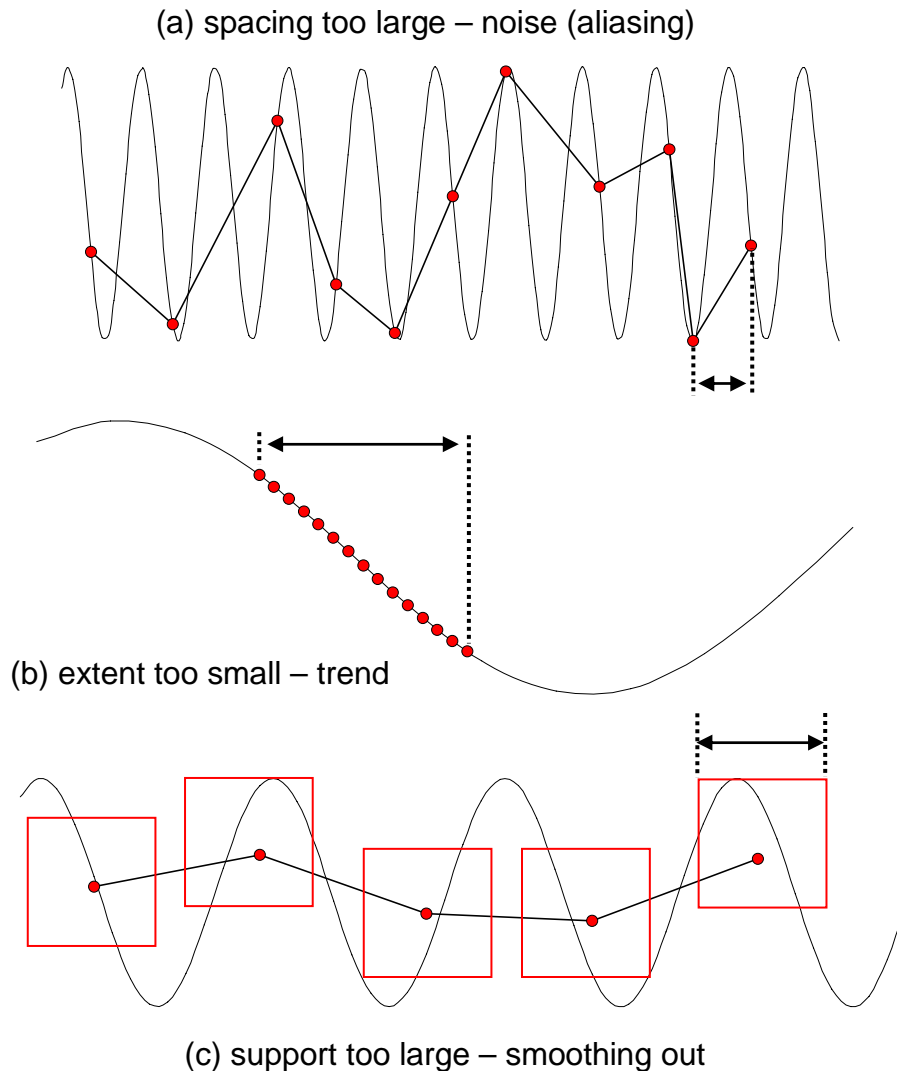 (a) spacing too large – noise (aliasing)
(b) extent too small – trend
(c) support too large – smoothing out